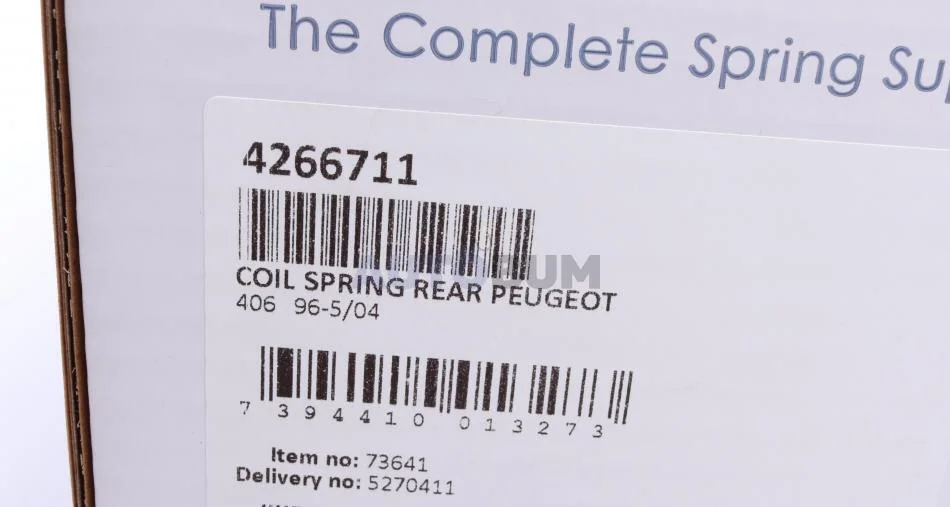 The Complete Spring Su
4266711
AUTOBUM
COIL SPRING REAR PEUGEOT
406 96-5/04
7 394410 013273
Item no: 73641
Delivery no: 5270411